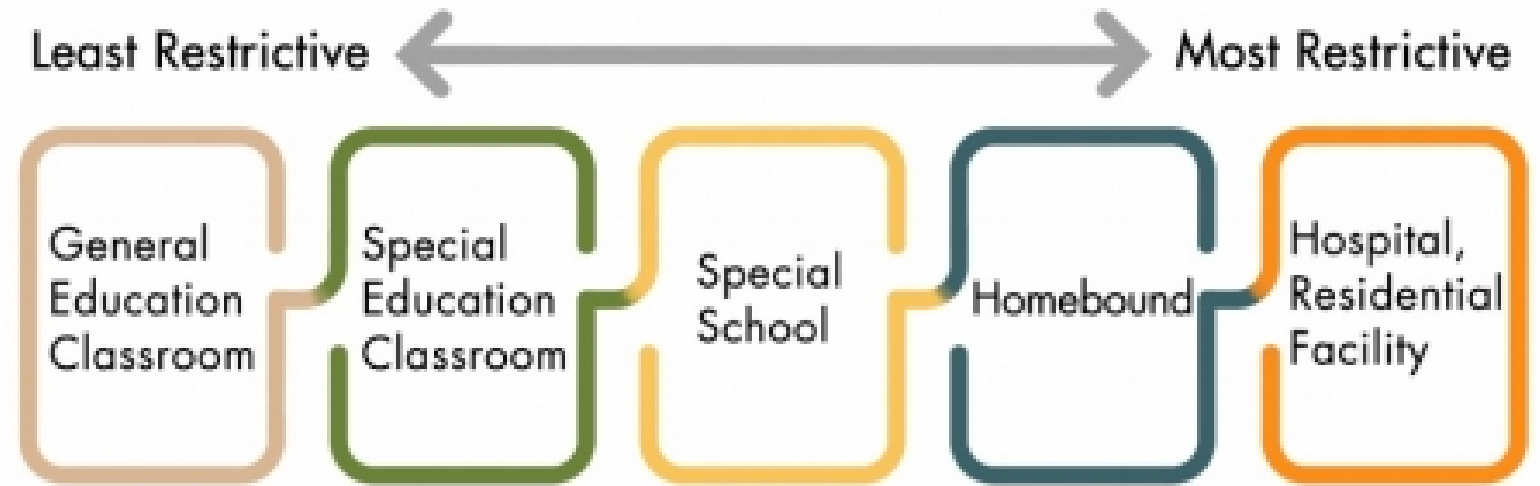 Least Restrictive
Most Restrictive
General
Education
Classroom
Special
Education
Classroom
Special
School
Homebound
Hospital,
Residential
Facility